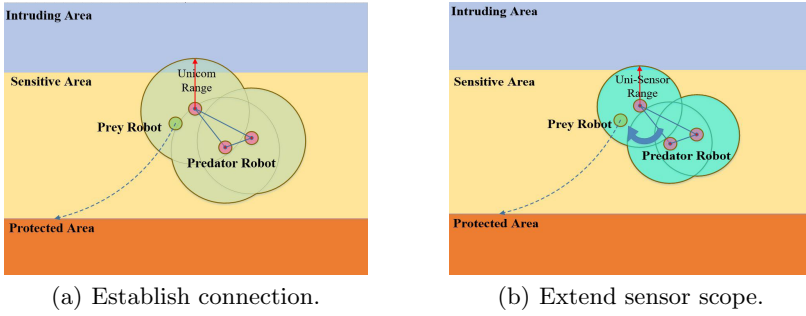 Intruding Area
Sensitive Area
Unicom
Range
Prey Robot
Predator Robot
Protected Area
(a) Establish connection.
Intruding Area
Sensitive Area
Uni-Sensor
Range
Prey Robot
Predator Robot
Protected Area
(b) Extend sensor scope.